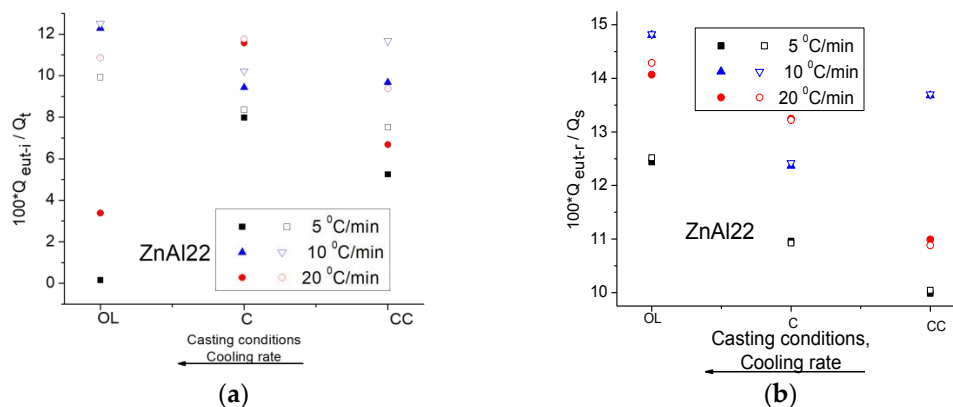 12
10
8
6
4
2
0
100*Q eut-i / Q t
ZnAl22
5 ⁰C/min
10 ⁰C/min
20 ⁰C/min
OL
C
CC
Casting conditions
Cooling rate
(a)
15
14
13
12
11
10
100*Q eut-r / Q s
5 ⁰C/min
10 ⁰C/min
20 ⁰C/min
ZnAl22
OL
C
CC
Casting conditions,
Cooling rate
(b)